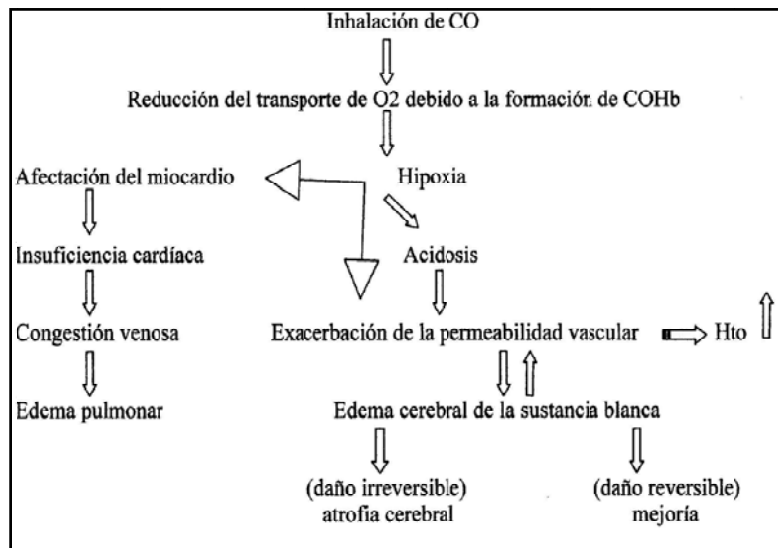 Inhalación de CO
Reducción del transporte de O2 debido a la formación de COHb
Afectación del miocardio
Hipoxia
Insuficiencia cardíaca
Acidosis
Congestión venosa
Exacerbación de la permeabilidad vascular
Hto
Edema pulmonar
Edema cerebral de la sustancia blanca
(daño irreversible)
atrofia cerebral
(daño reversible)
mejoría